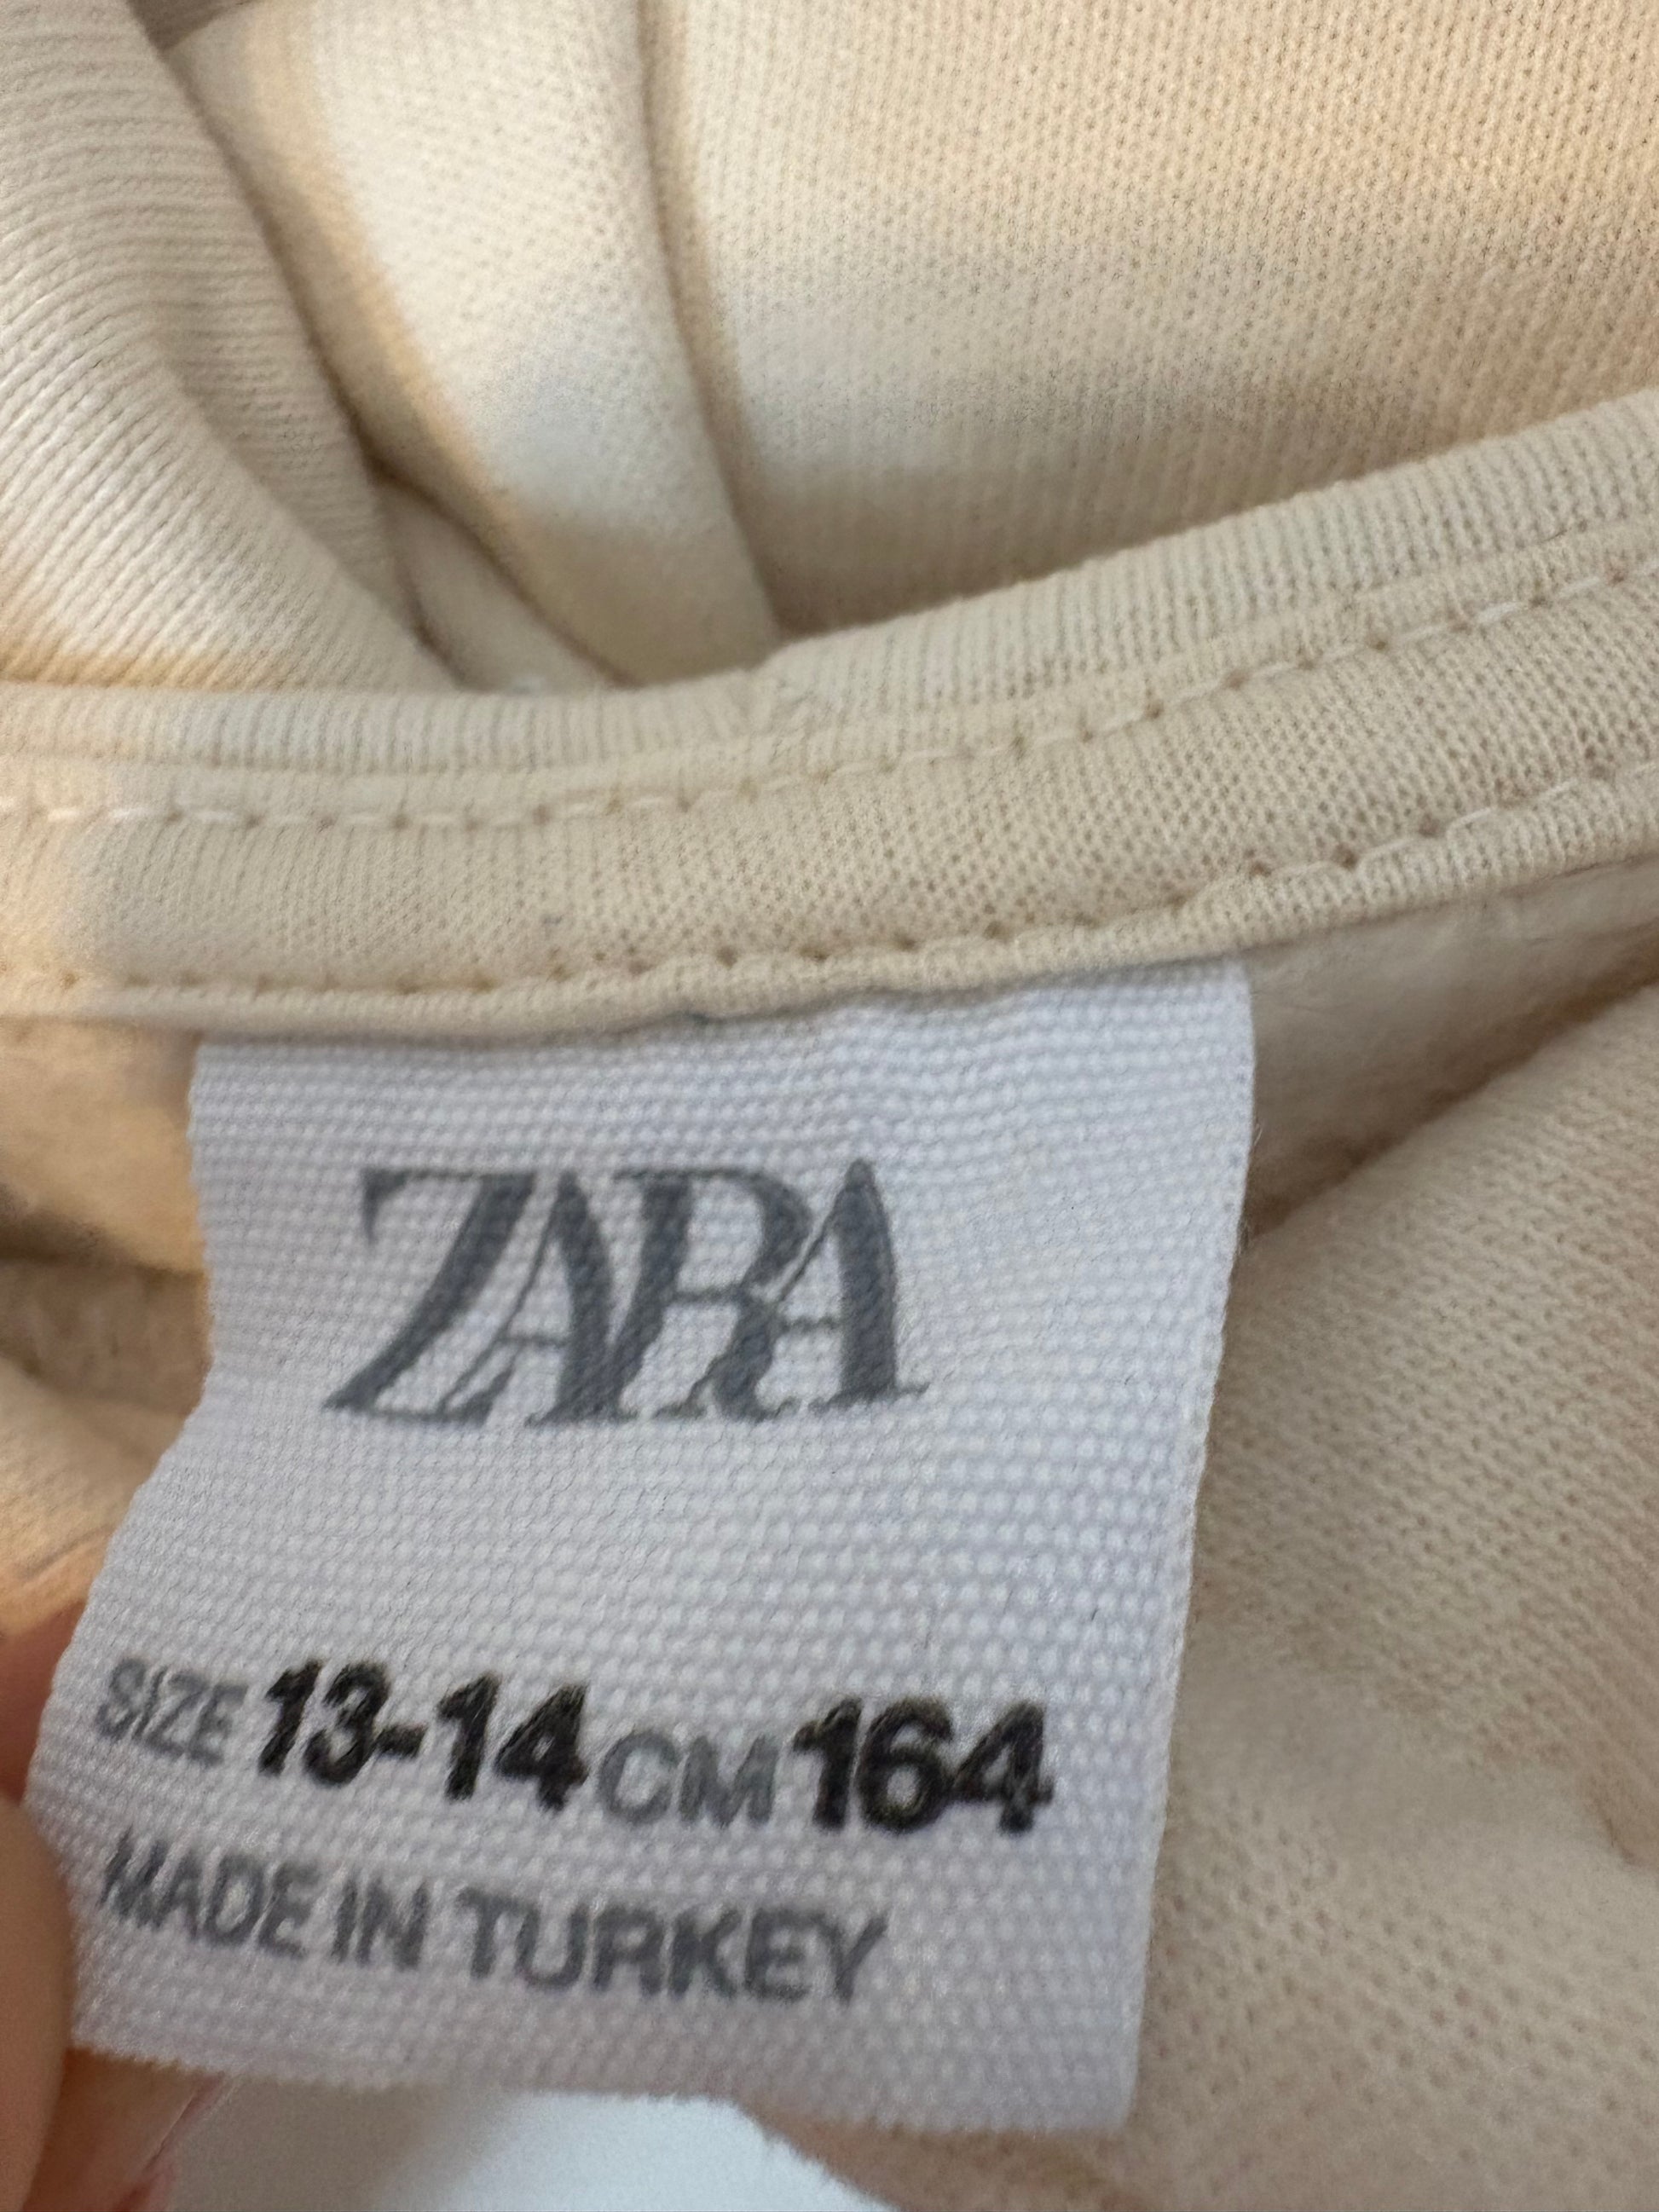 ZARA
SIZE 13-14 CM 164
MADE IN TURKEY